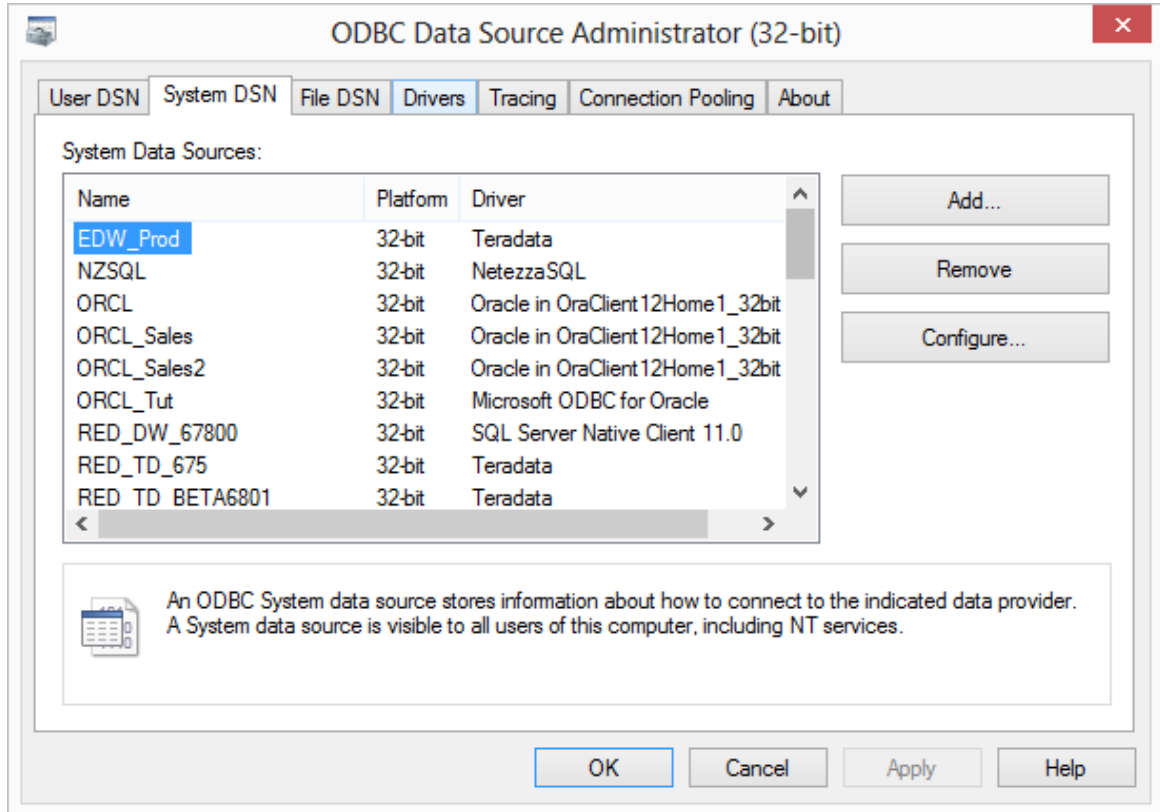 ODBC Data Source Administrator (32-bit)
User DSN System DSN File DSN Drivers Tracing Connection Pooling About
System Data Sources:
Name Platform Driver
EDW_Prod 32-bit Teradata
NZSQL 32-bit NetezzaSQL
ORCL 32-bit Oracle in OraClient12Home1_32bit
ORCL_Sales 32-bit Oracle in OraClient12Home1_32bit
ORCL_Sales2 32-bit Oracle in OraClient12Home1_32bit
ORCL_Tut 32-bit Microsoft ODBC for Oracle
RED_DW_67800 32-bit SQL Server Native Client 11.0
RED_TD_675 32-bit Teradata
RED_TD_BETA6801 32-bit Teradata
Add...
Remove
Configure...
An ODBC System data source stores information about how to connect to the indicated data provider.
A System data source is visible to all users of this computer, including NT services.
OK Cancel Apply Help